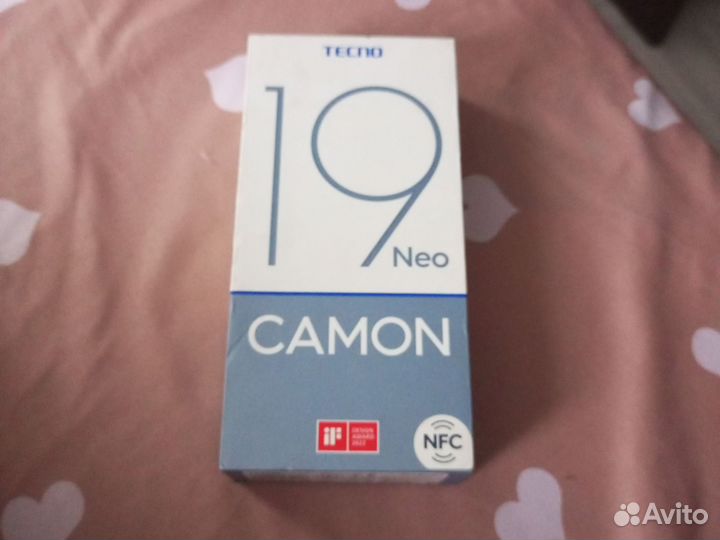 TECNO
19 Neo
CAMON
iF DESIGN AWARD 2022
NFC
Avito